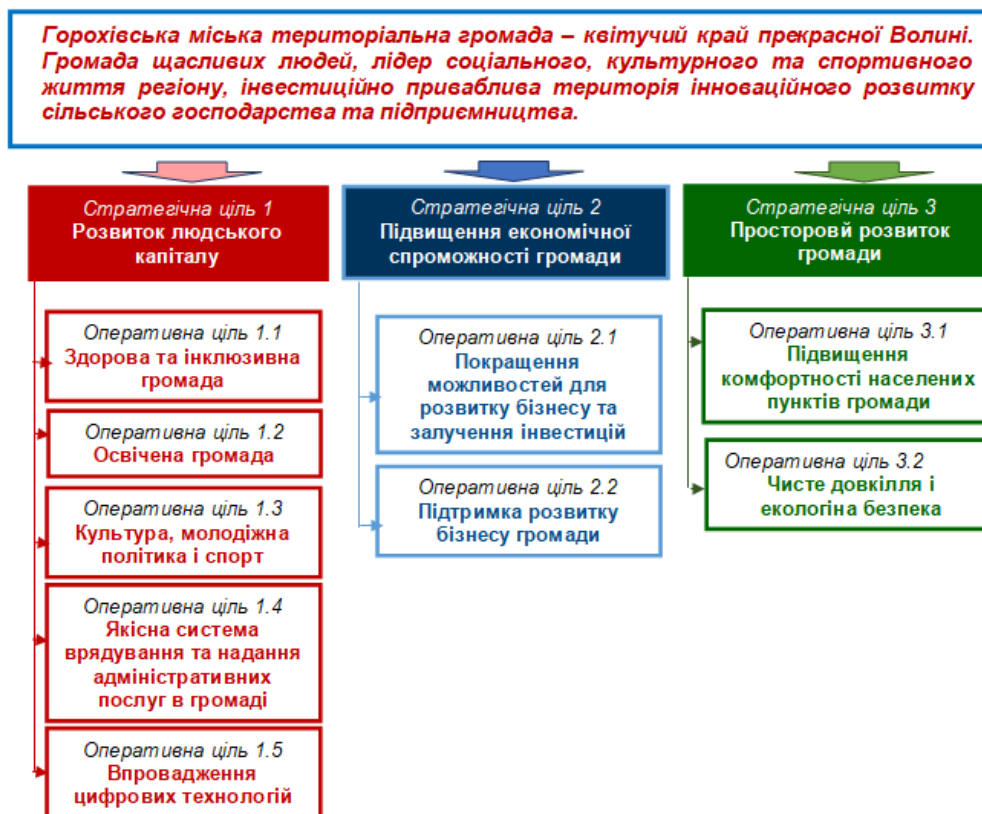 Горохівська міська територіальна громада – квітучий край прекрасної Волині.
Громада щасливих людей, лідер соціального, культурного та спортивного
життя регіону, інвестиційно приваблива територія інноваційного розвитку
сільського господарства та підприємництва.
Стратегічна ціль 1
Розвиток людського
капіталу
Оперативна ціль 1.1
Здорова та інклюзивна
громада
Оперативна ціль 1.2
Освічена громада
Оперативна ціль 1.3
Культура, молодіжна
політика і спорт
Оперативна ціль 1.4
Якісна система
врядування та надання
адміністративних
послуг в громаді
Оперативна ціль 1.5
Впровадження
цифрових технологій
Стратегічна ціль 2
Підвищення економічної
спроможності громади
Оперативна ціль 2.1
Покращення
можливостей для
розвитку бізнесу та
залучення інвестицій
Оперативна ціль 2.2
Підтримка розвитку
бізнесу громади
Стратегічна ціль 3
Просторовй розвиток
громади
Оперативна ціль 3.1
Підвищення
комфортності населених
пунктів громади
Оперативна ціль 3.2
Чисте довкілля і
екологіна безпека